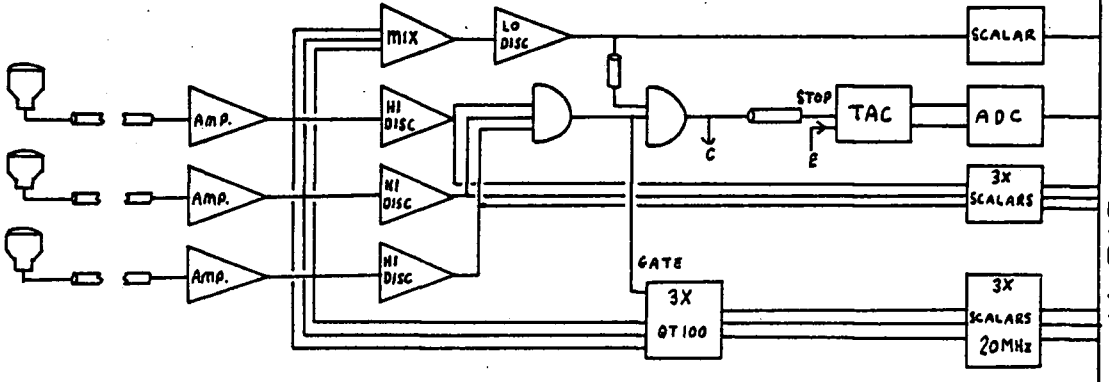 MIX
LO
DISC
SCALAR
AMP.
HI
DISC
STOP
TAC
ADC
C
E
AMP.
HI
DISC
3X
SCALARS
AMP.
HI
DISC
GATE
3X
QT100
3X
SCALARS
20MHz